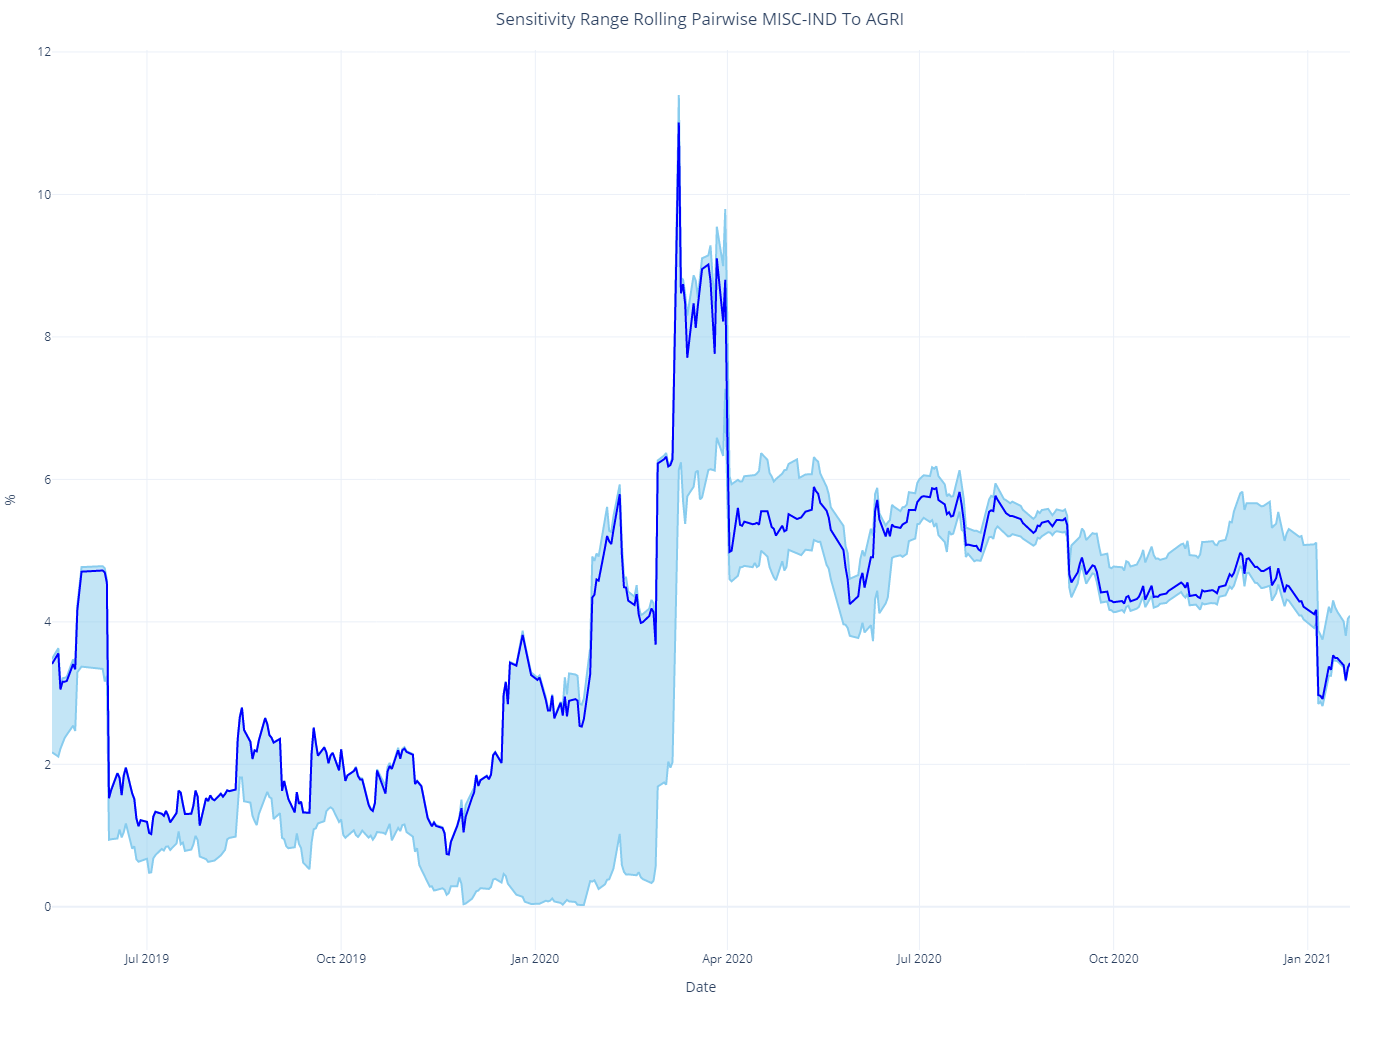 Sensitivity Range Rolling Pairwise MISC-IND To AGRI
12
10
8
6
4
2
0
%
Jul 2019
Oct 2019
Jan 2020
Apr 2020
Jul 2020
Oct 2020
Jan 2021
Date